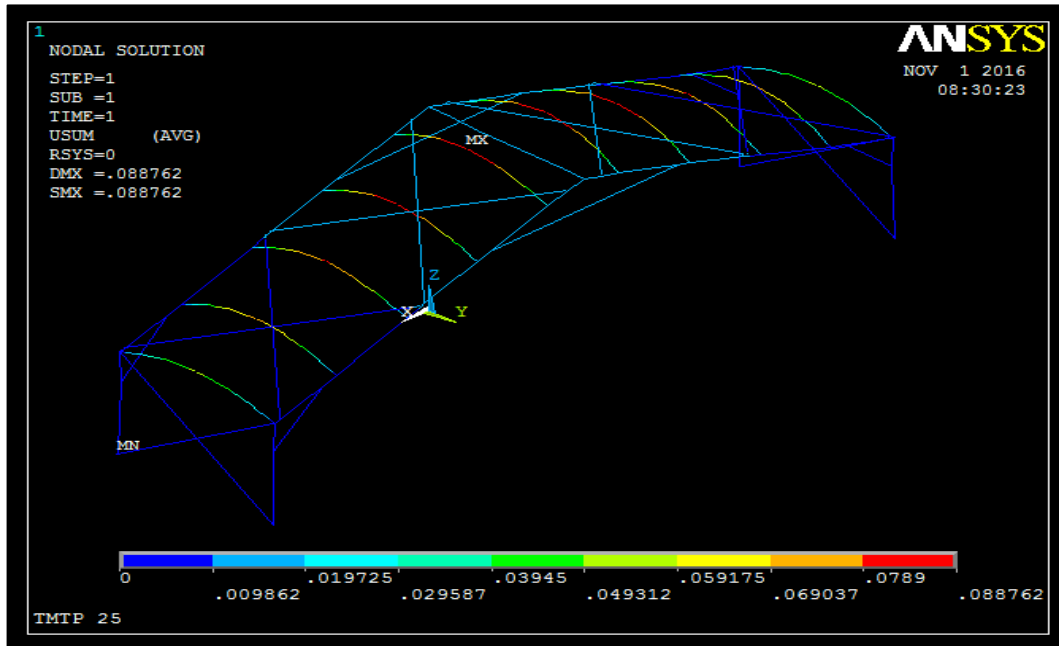 1
NODAL SOLUTION
STEP=1
SUB =1
TIME=1
USUM (AVG)
RSYS=0
DMX =.088762
SMX =.088762
ANSYS
NOV 1 2016
08:30:23
MX
Z
X Y
MN
0 .019725 .03945 .059175 .0789
.009862 .029587 .049312 .069037 .088762
TMTP 25